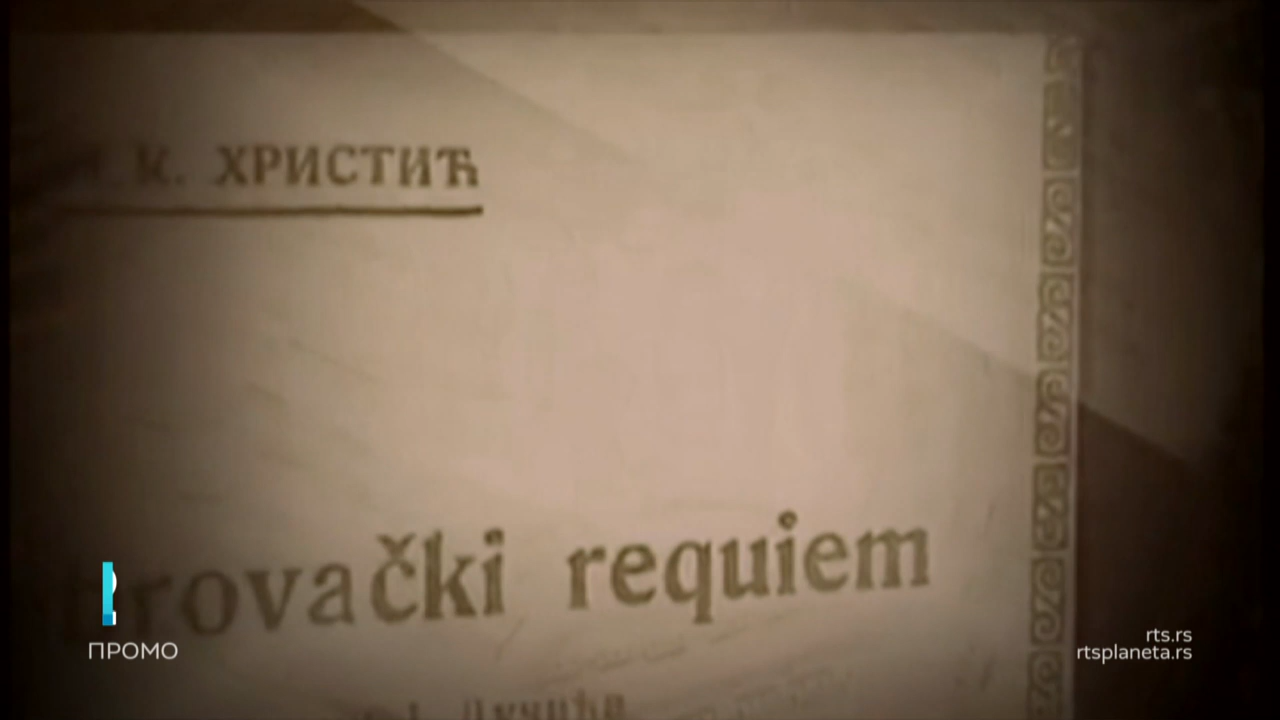 К. ХРИСТИЋ
rovački requiem
ПРОМО
rts.rs
rtsplaneta.rs